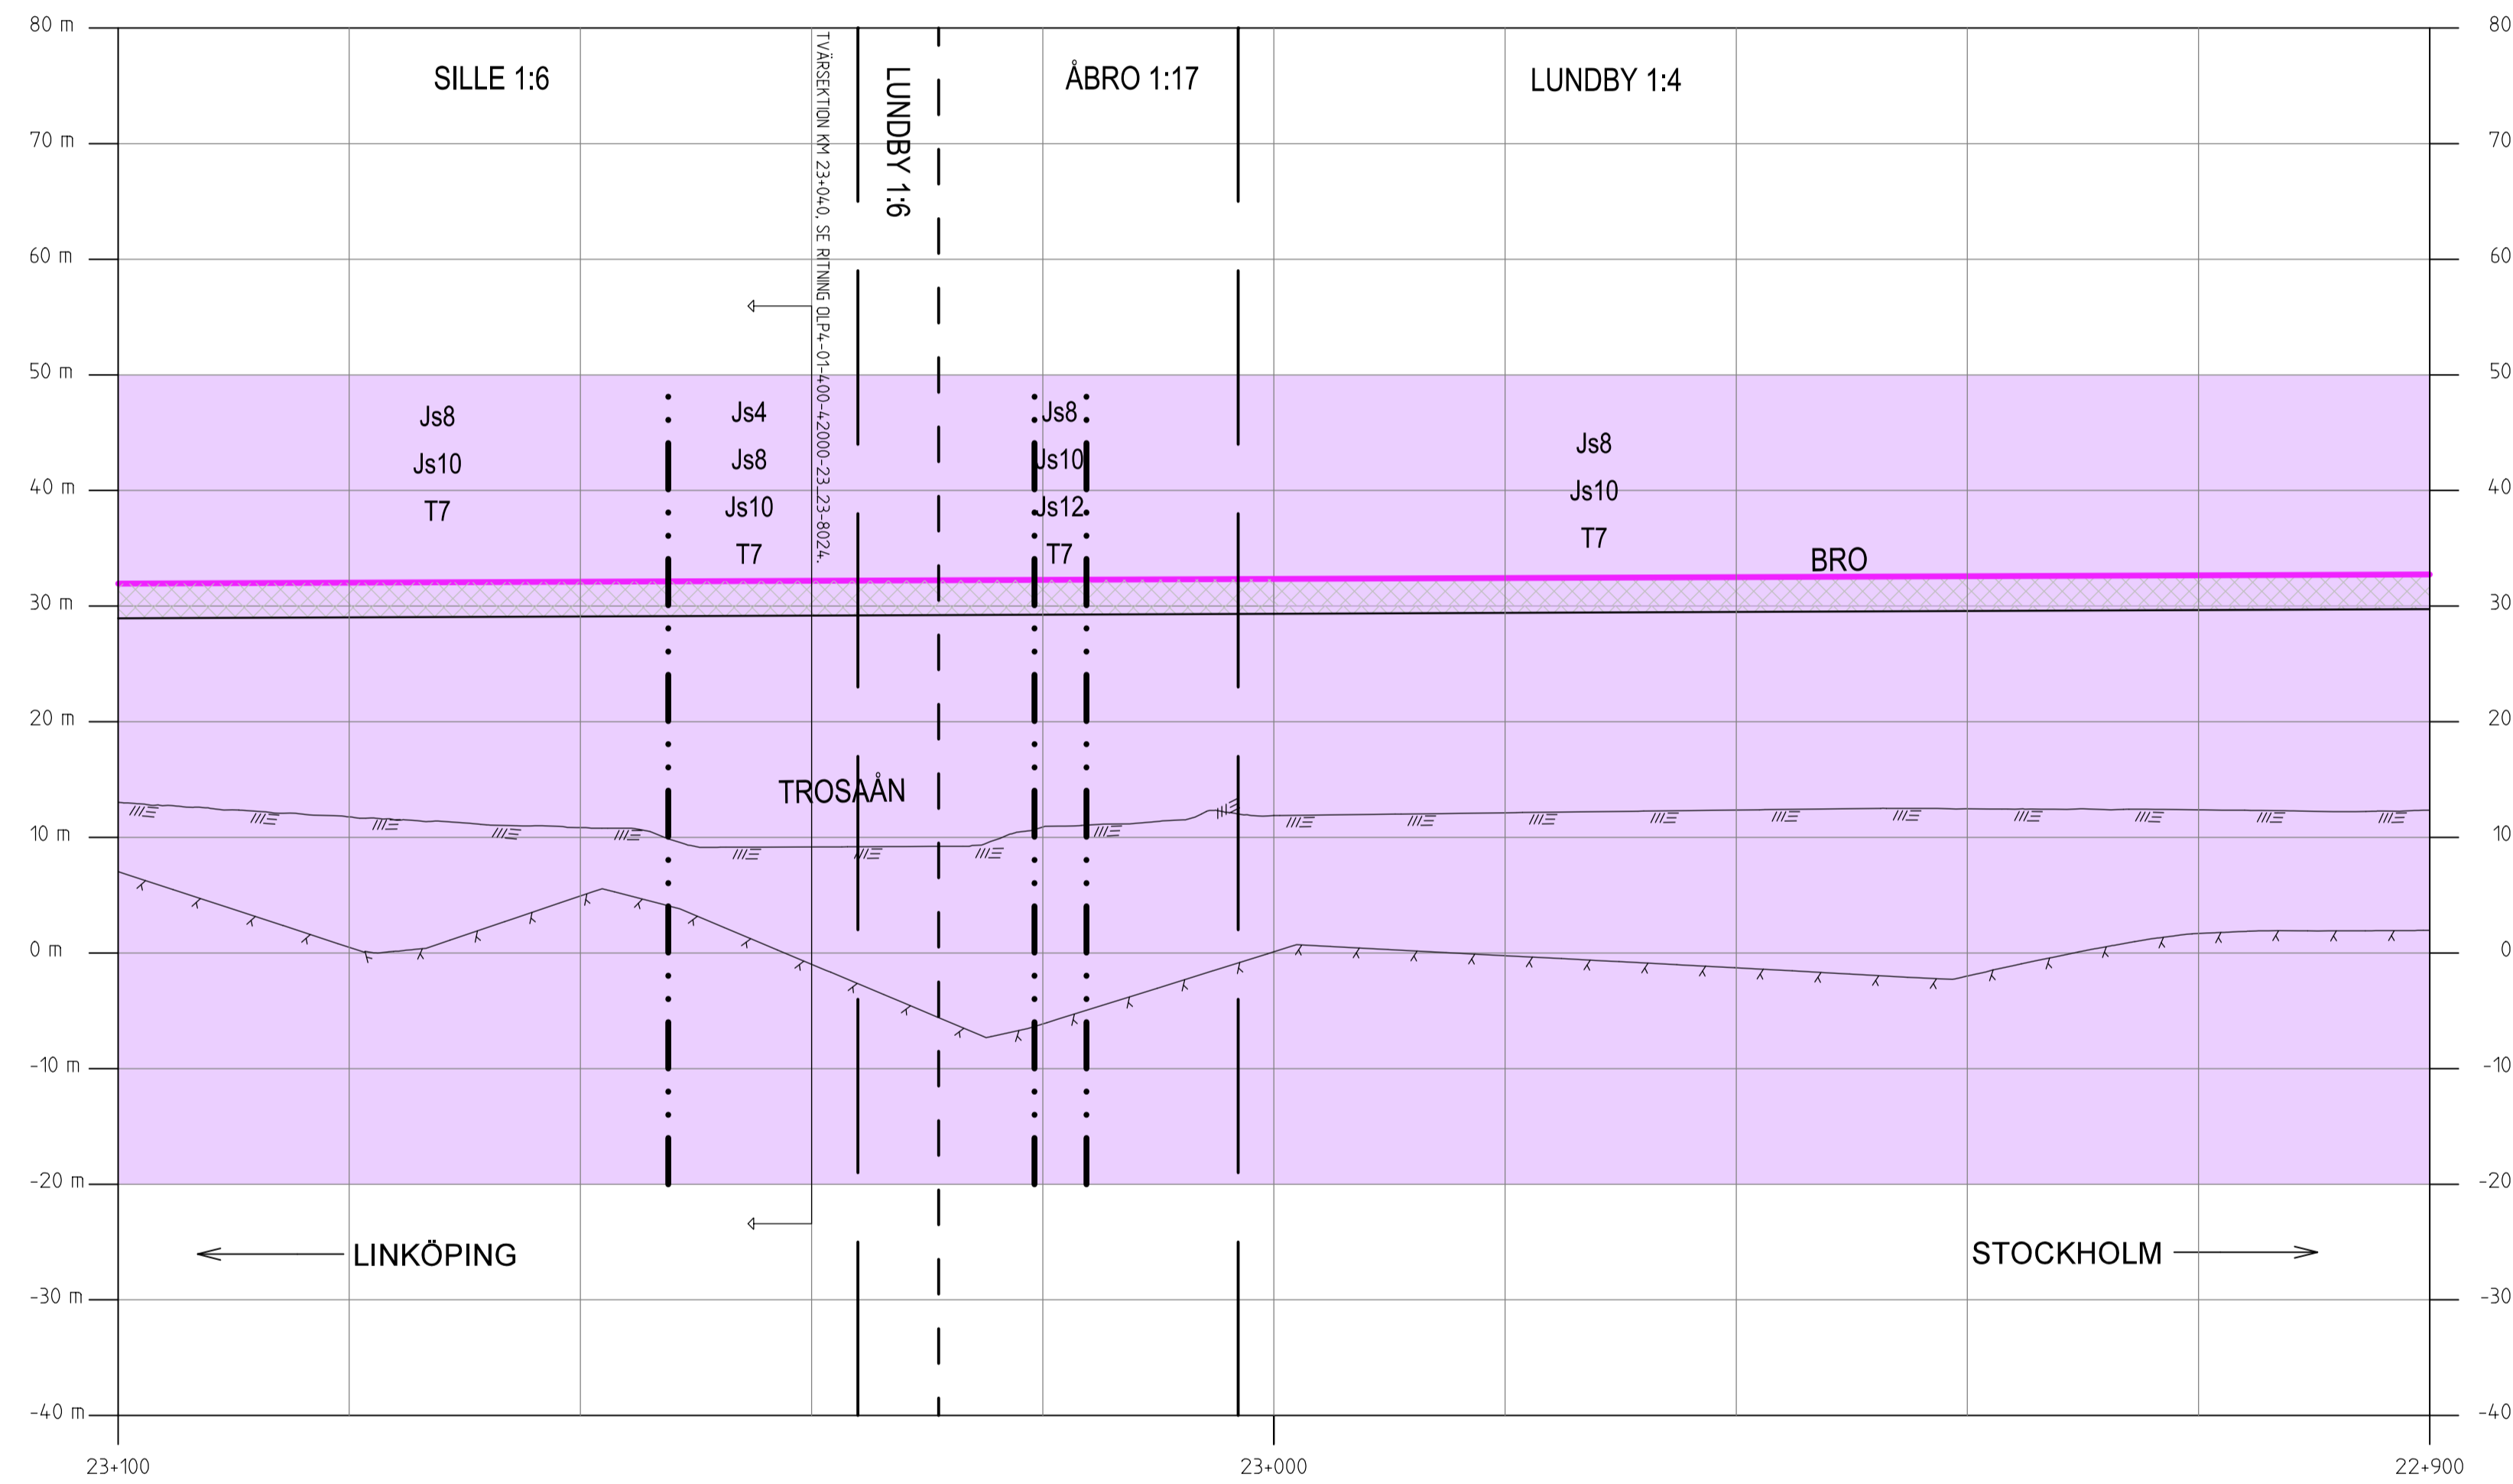 80 m
80
SILLE 1:6
TVÄRSEKTION KM 23+040, SE RITNING OLP4-01-400-42000-23_23-8024.
LUNDBY 1:6
ÅBRO 1:17
LUNDBY 1:4
70 m
70
60 m
60
50 m
50
Js8
Js10
T7
Js4
Js8
Js10
T7
Js8
Js10
Js12
T7
Js8
Js10
T7
40 m
40
BRO
30 m
30
20 m
20
TROSAÅN
10 m
10
0 m
0
-10 m
-10
-20 m
-20
LINKÖPING
STOCKHOLM
-30 m
-30
-40 m
-40
23+100
23+000
22+900